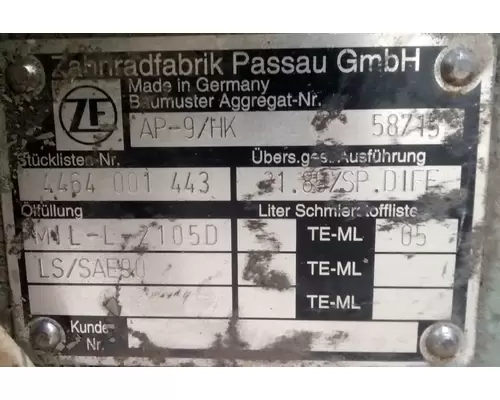 Zahnradfabrik Passau GmbH
ZF
Made in Germany
Baumuster Aggregat-Nr.
AP-9/HK 58715
Stücklisten-Nr. Übers.ges. Ausführung
4464 001 443 /SP.DIFF
Ölfüllung Liter Schmierstoffliste
MIL-L-2105D TE-ML 05
LS/SAE90 TE-ML
TE-ML
Kunde
Nr.